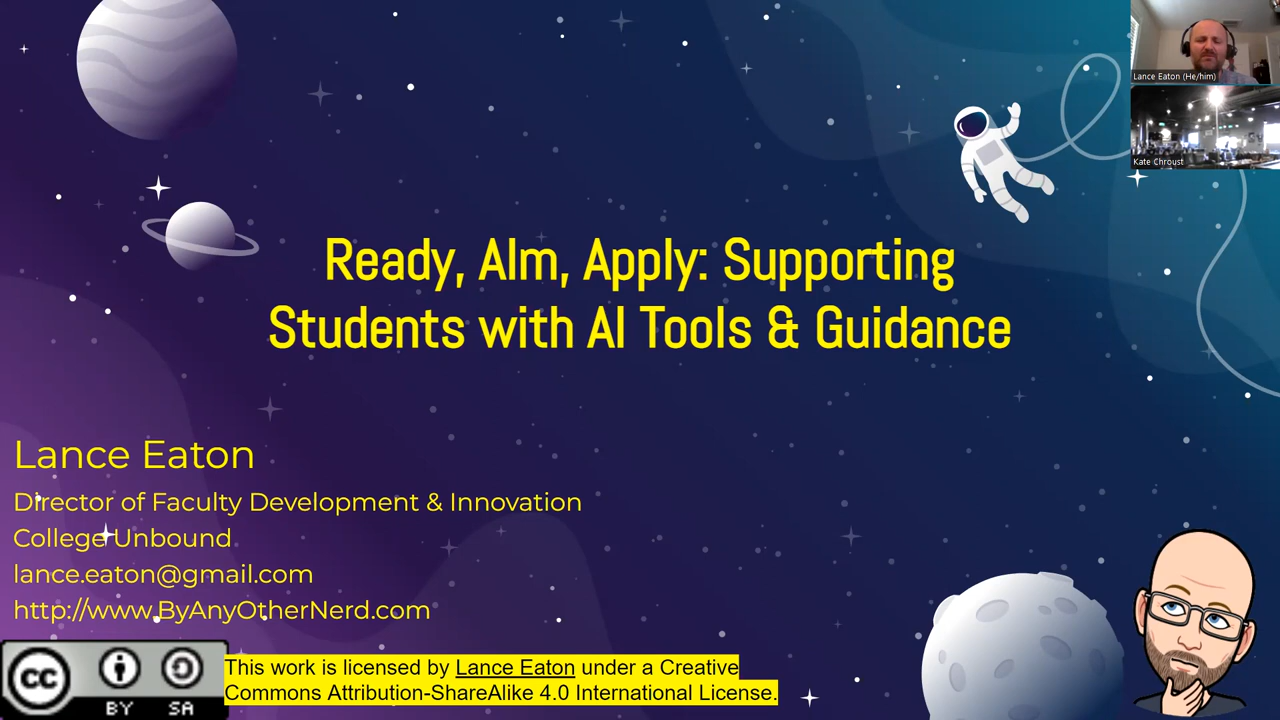 Lance Eaton (He/him)
Kate Chroust
Ready, AIm, Apply: Supporting
Students with AI Tools & Guidance
Lance Eaton
Director of Faculty Development & Innovation
College Unbound
lance.eaton@gmail.com
http://www.ByAnyOtherNerd.com
CC
BY SA
This work is licensed by Lance Eaton under a Creative
Commons Attribution-ShareAlike 4.0 International License.